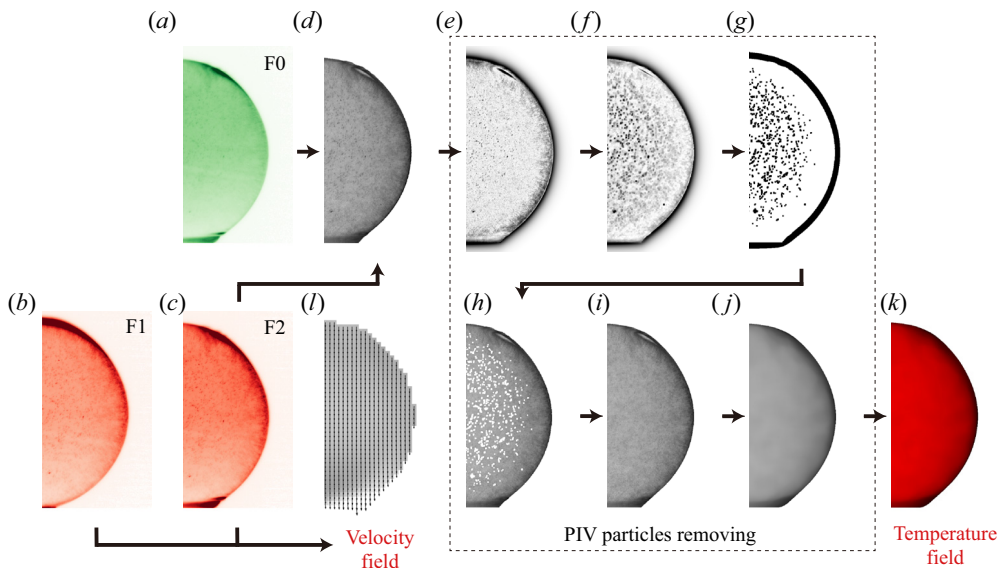 (a)
(d)
(e)
(f)
(g)
F0
(b)
(c)
(l)
(h)
(i)
(j)
(k)
F1
F2
Velocity
field
PIV particles removing
Temperature
field